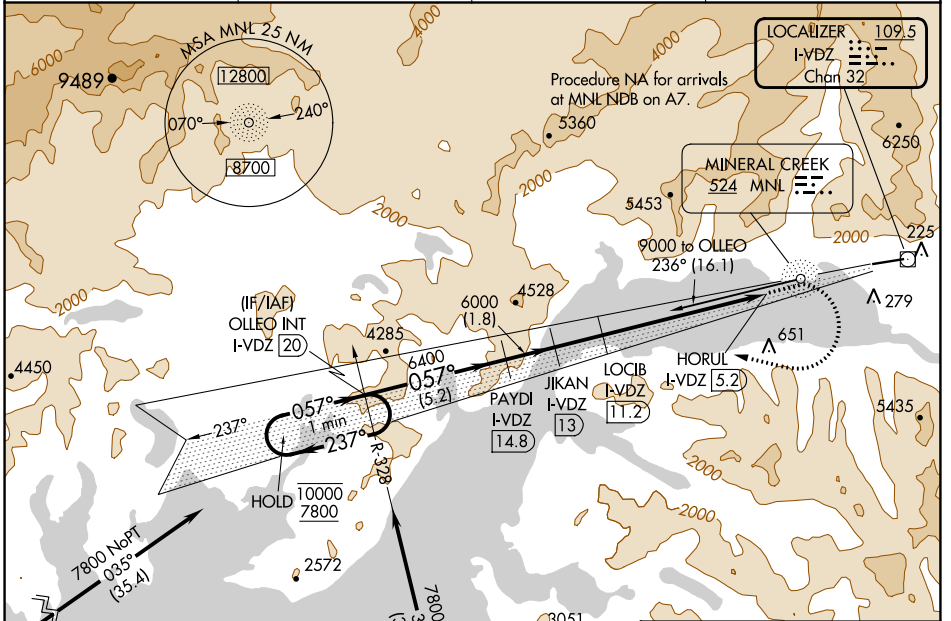 MSA MNL 25 NM
12800
070°
240°
8700
6000
9489
4000
4000
Procedure NA for arrivals
at MNL NDB on A7.
5360
LOCALIZER 109.5
I-VDZ
Chan 32
6250
MINERAL CREEK
524 MNL
5453
2000
2000
2000
2000
225
9000 to OLLEO
236° (16.1)
279
651
(IF/IAF)
OLLEO INT
I-VDZ 20
6000
(1.8)
4528
4285
6400
057°
(5.2)
4450
PAYDI
I-VDZ
14.8
JIKAN
I-VDZ
13
LOCIB
I-VDZ
11.2
HORUL
I-VDZ 5.2
5435
237°
057°
1 min
237°
R-328
HOLD
10000
7800
7800 NoPT
035°
(35.4)
2572
7800
2000
3051